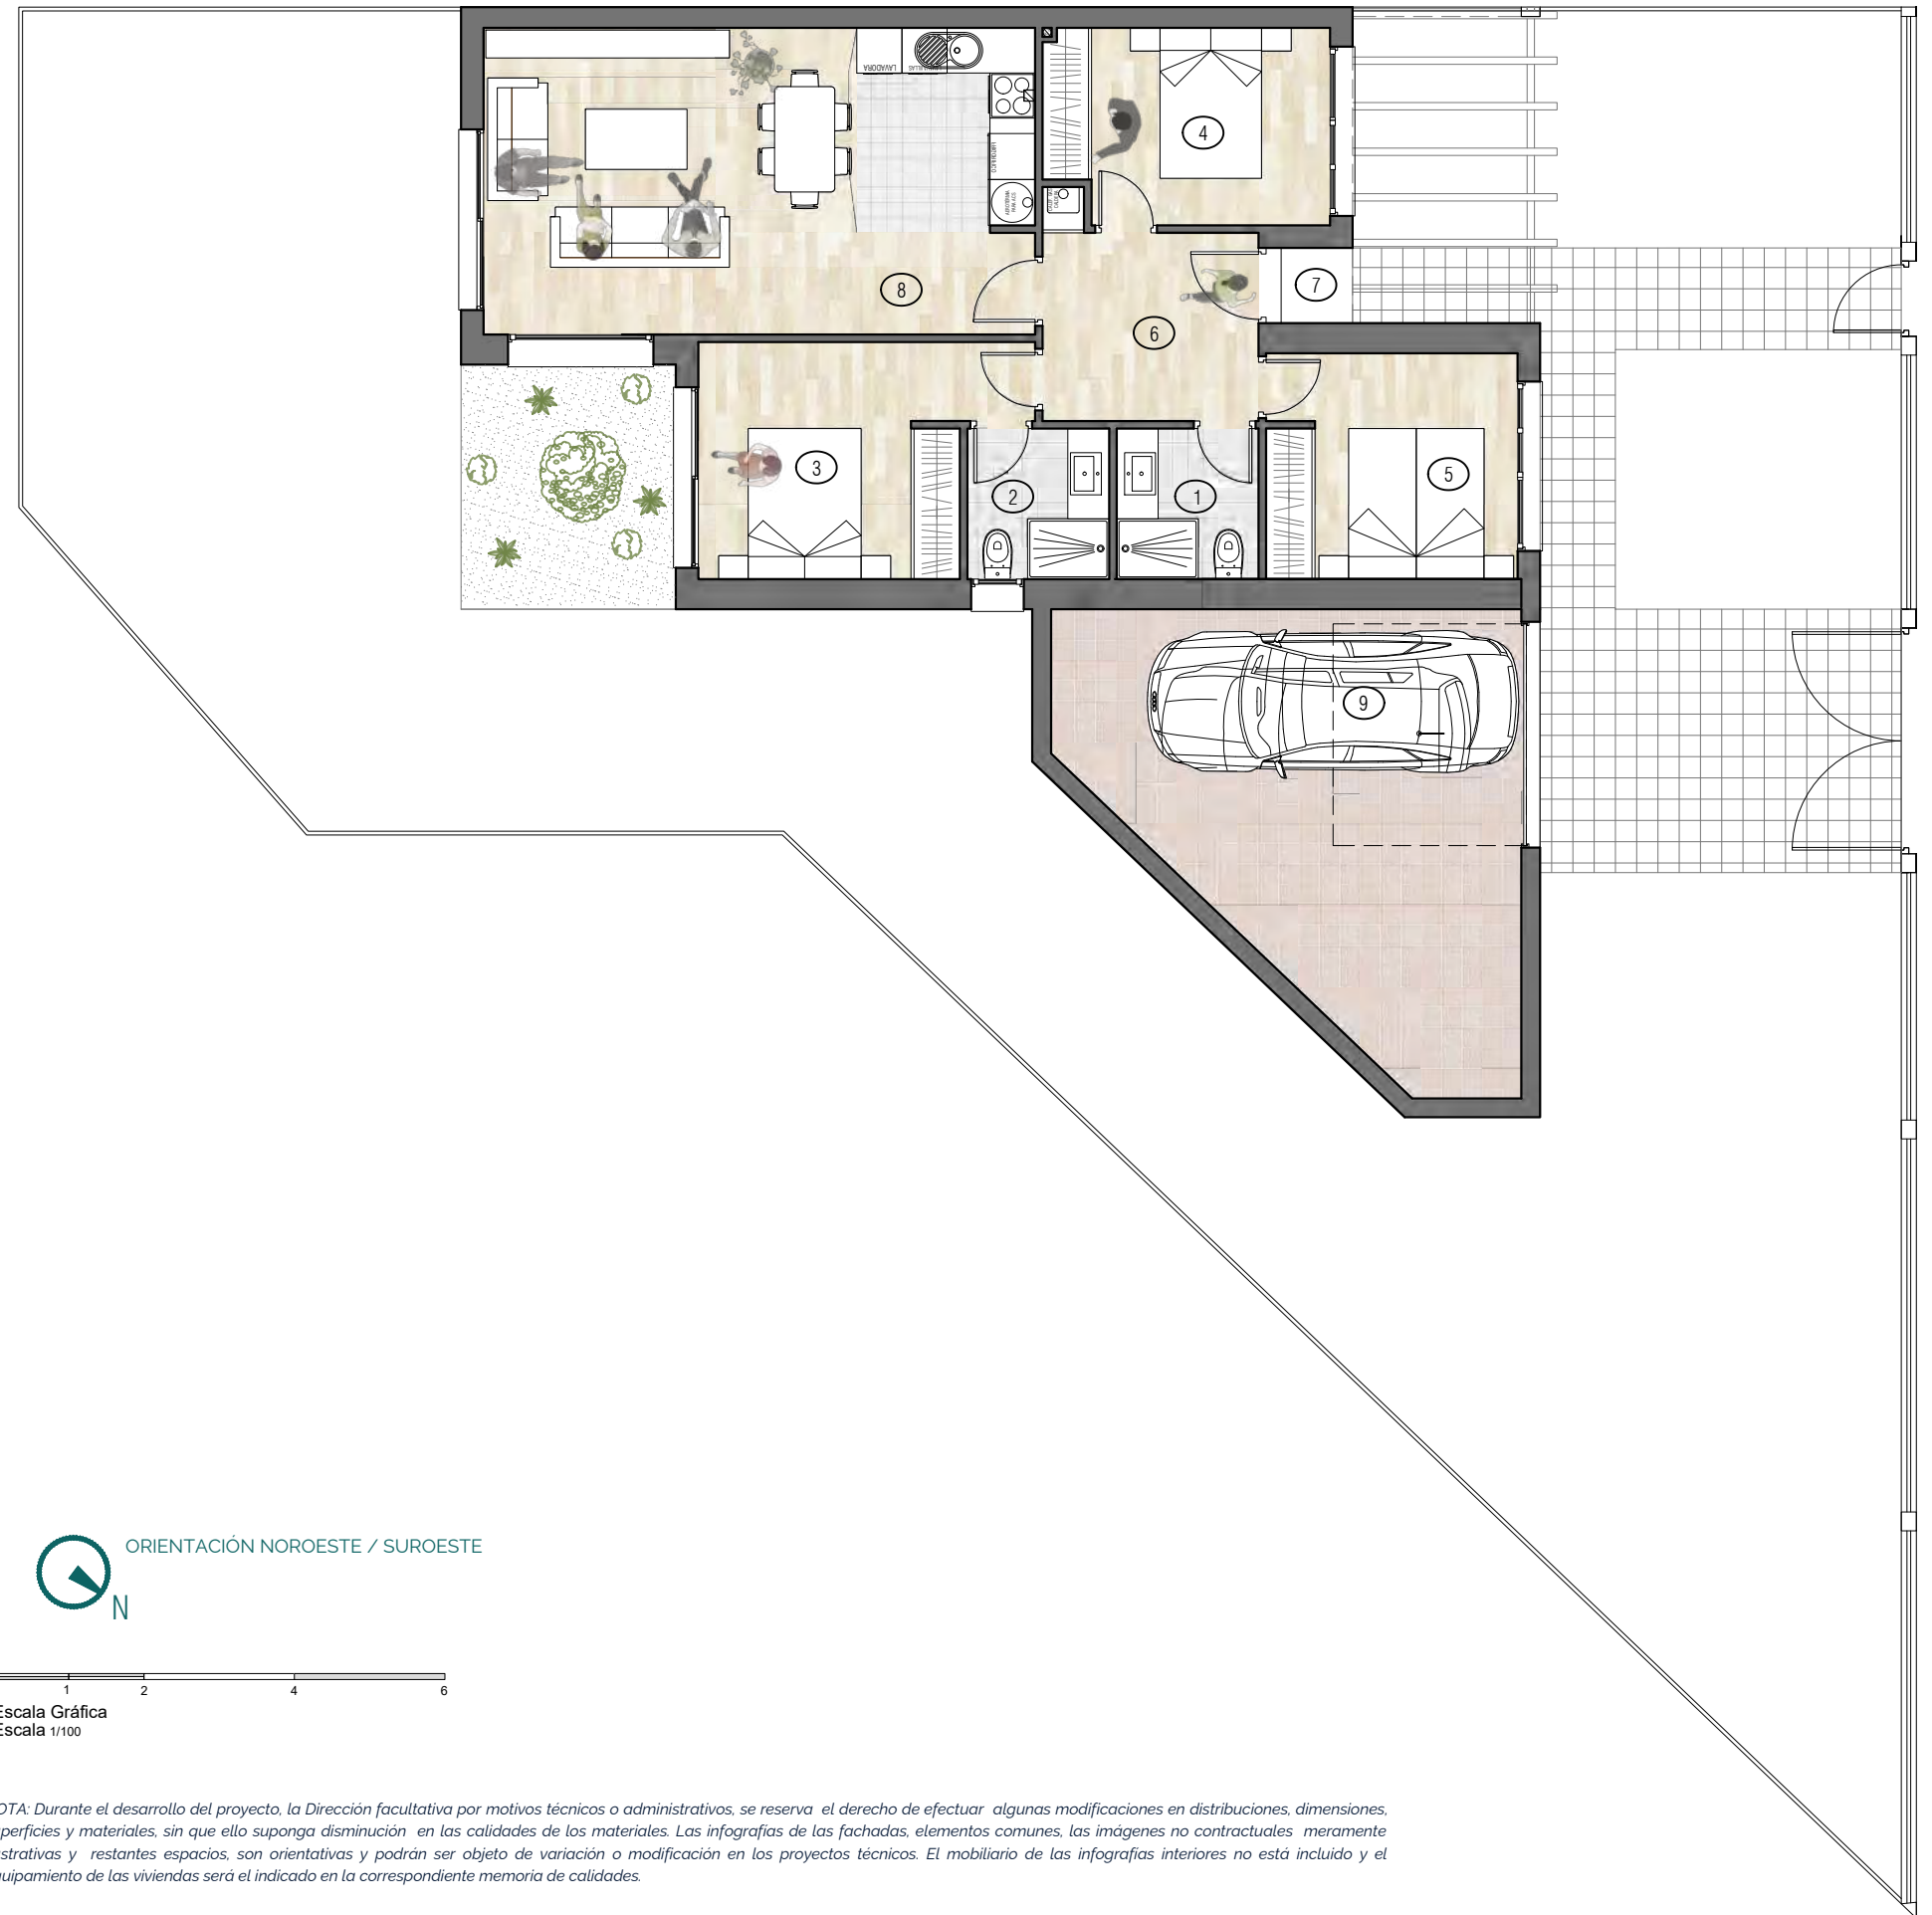 LAVADORA
4
8
7
6
3
2
1
5
9
ORIENTACIÓN NOROESTE / SUROESTE
N
1 2 4 6
Escala Gráfica
Escala 1/100
OTA: Durante el desarrollo del proyecto, la Dirección facultativa por motivos técnicos o administrativos, se reserva el derecho de efectuar algunas modificaciones en distribuciones, dimensiones,
perficies y materiales, sin que ello suponga disminución en las calidades de los materiales. Las infografías de las fachadas, elementos comunes, las imágenes no contractuales meramente
strativas y restantes espacios, son orientativas y podrán ser objeto de variación o modificación en los proyectos técnicos. El mobiliario de las infografías interiores no está incluido y el
uipamiento de las viviendas será el indicado en la correspondiente memoria de calidades.